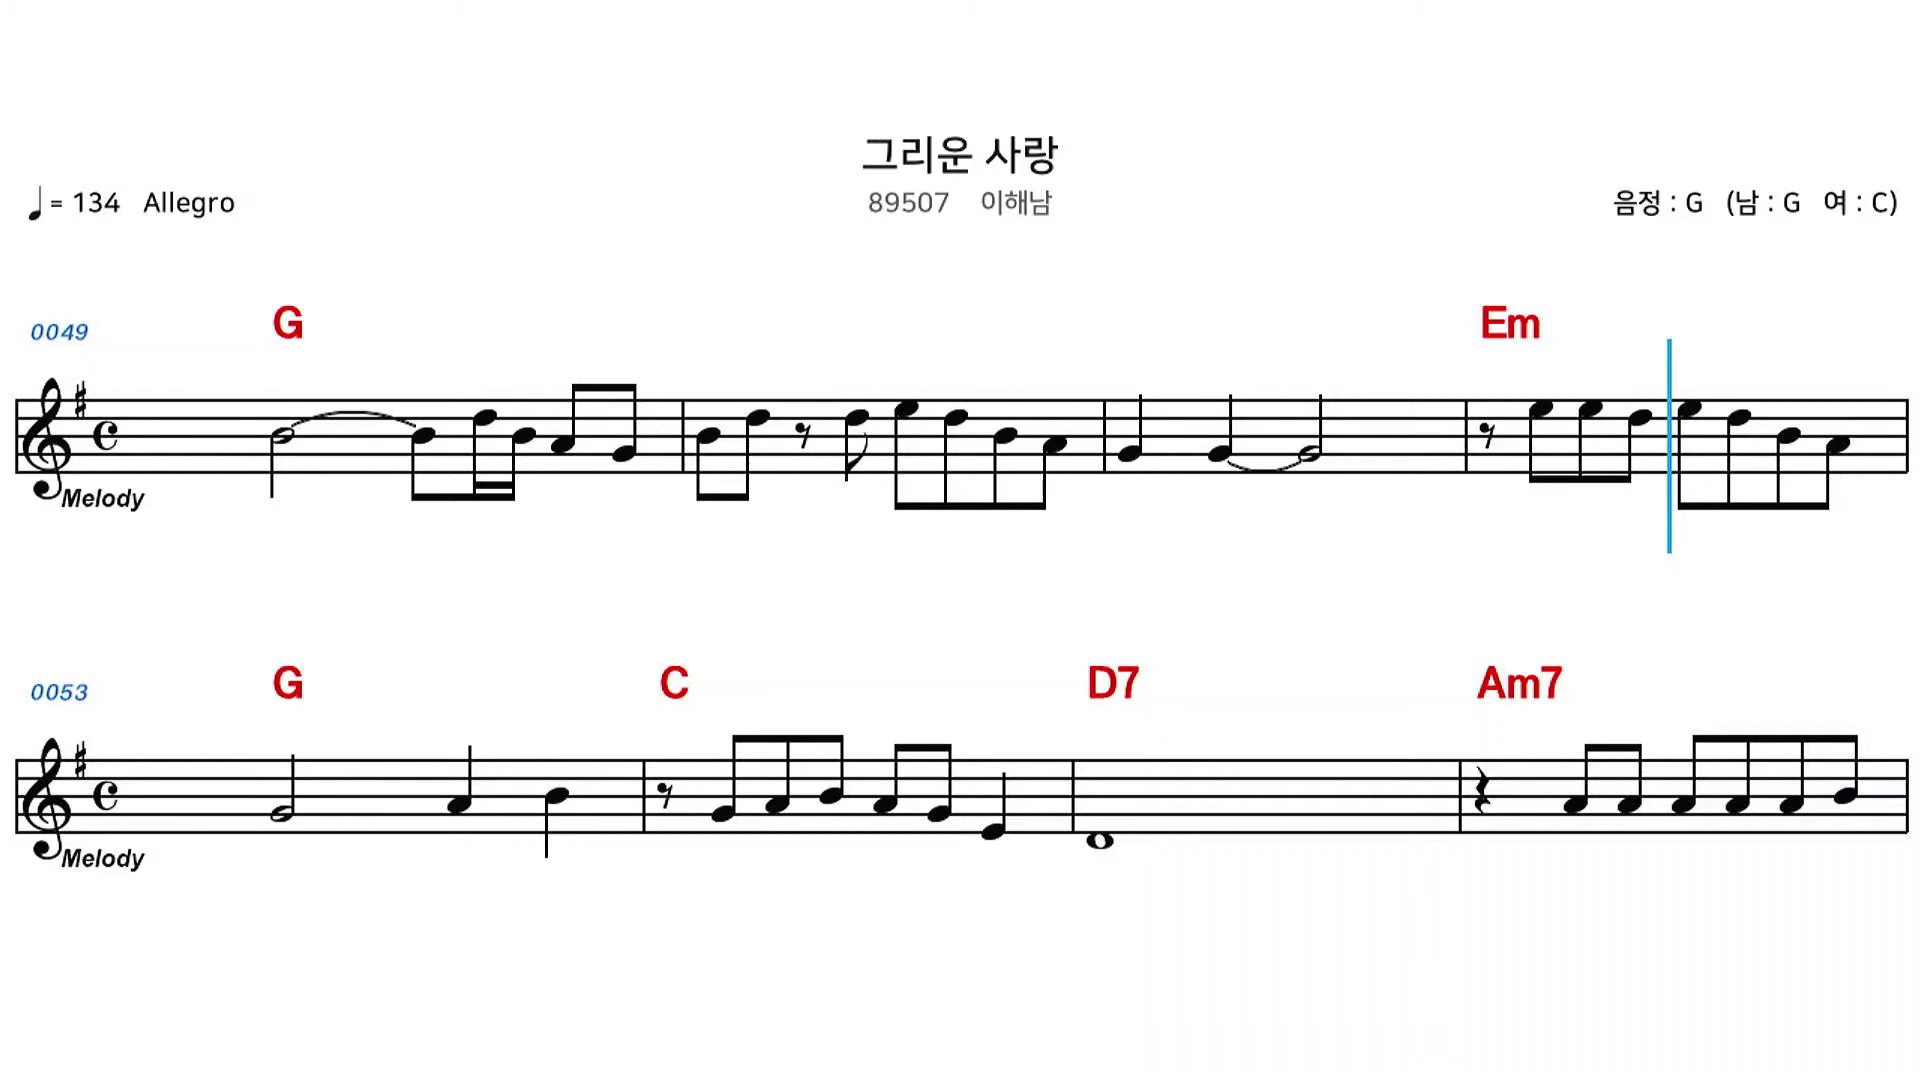 그리운 사랑
♩= 134 Allegro
89507 이해남
음정 : G (남 : G 여 : C)
0049
G
Em
Melody
0053
G
C
D7
Am7
Melody